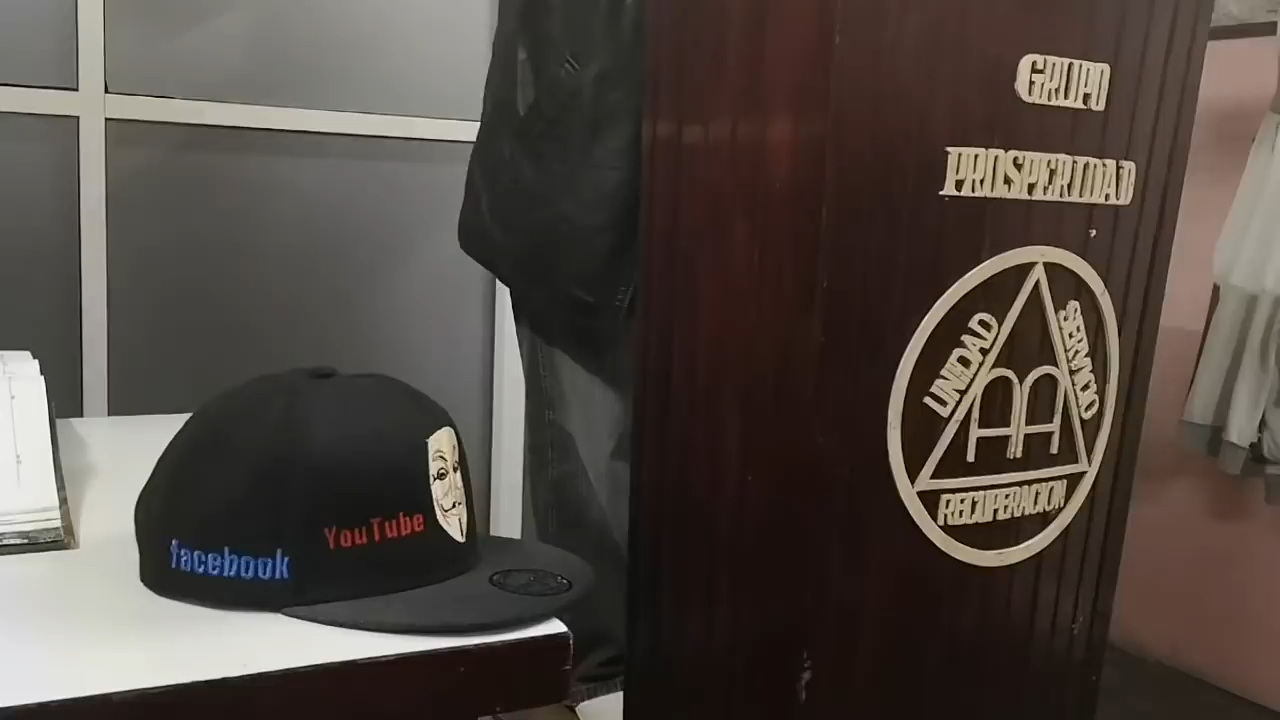 facebook
YouTube
GRUPO
PROSPERIDAD
UNIDAD
SERVICIO
AA
RECUPERACION